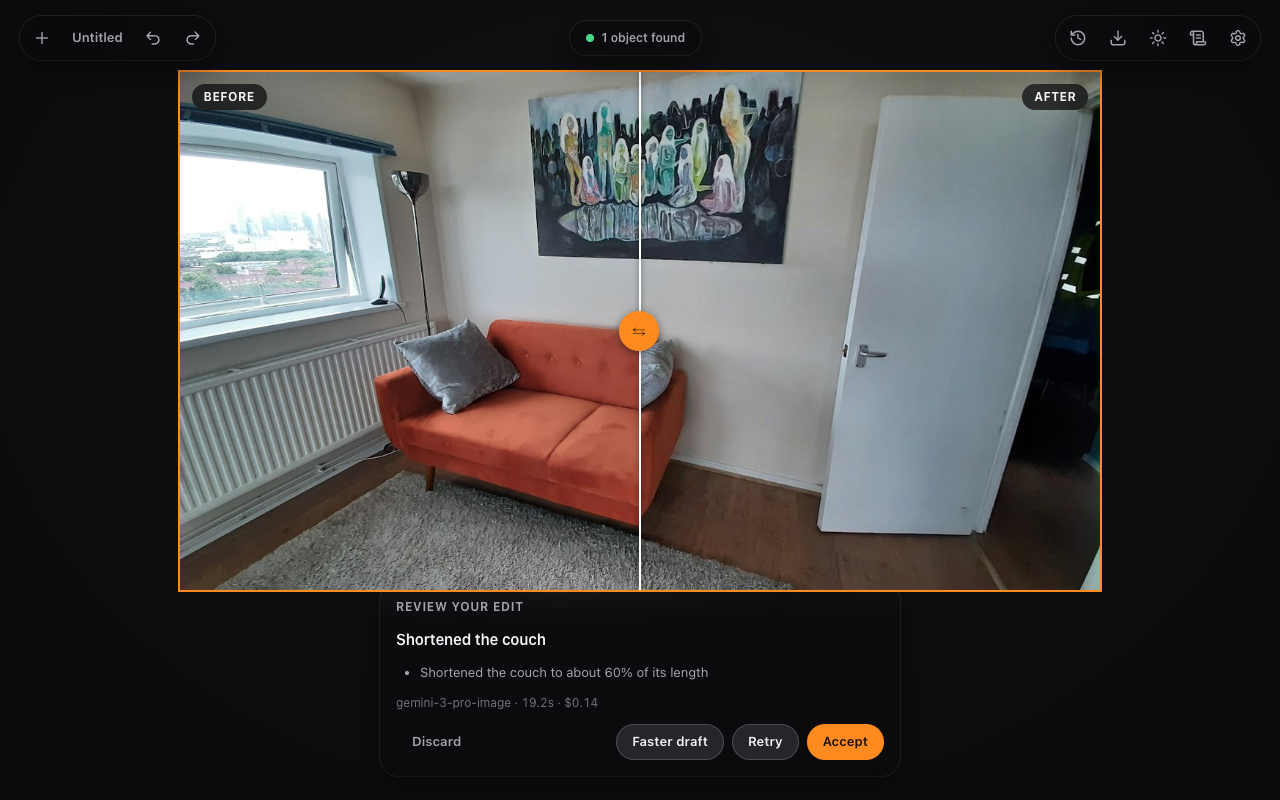 Untitled
1 object found
BEFORE
AFTER
REVIEW YOUR EDIT
Shortened the couch
• Shortened the couch to about 60% of its length
gemini-3-pro-image · 19.2s · $0.14
Discard
Faster draft
Retry
Accept